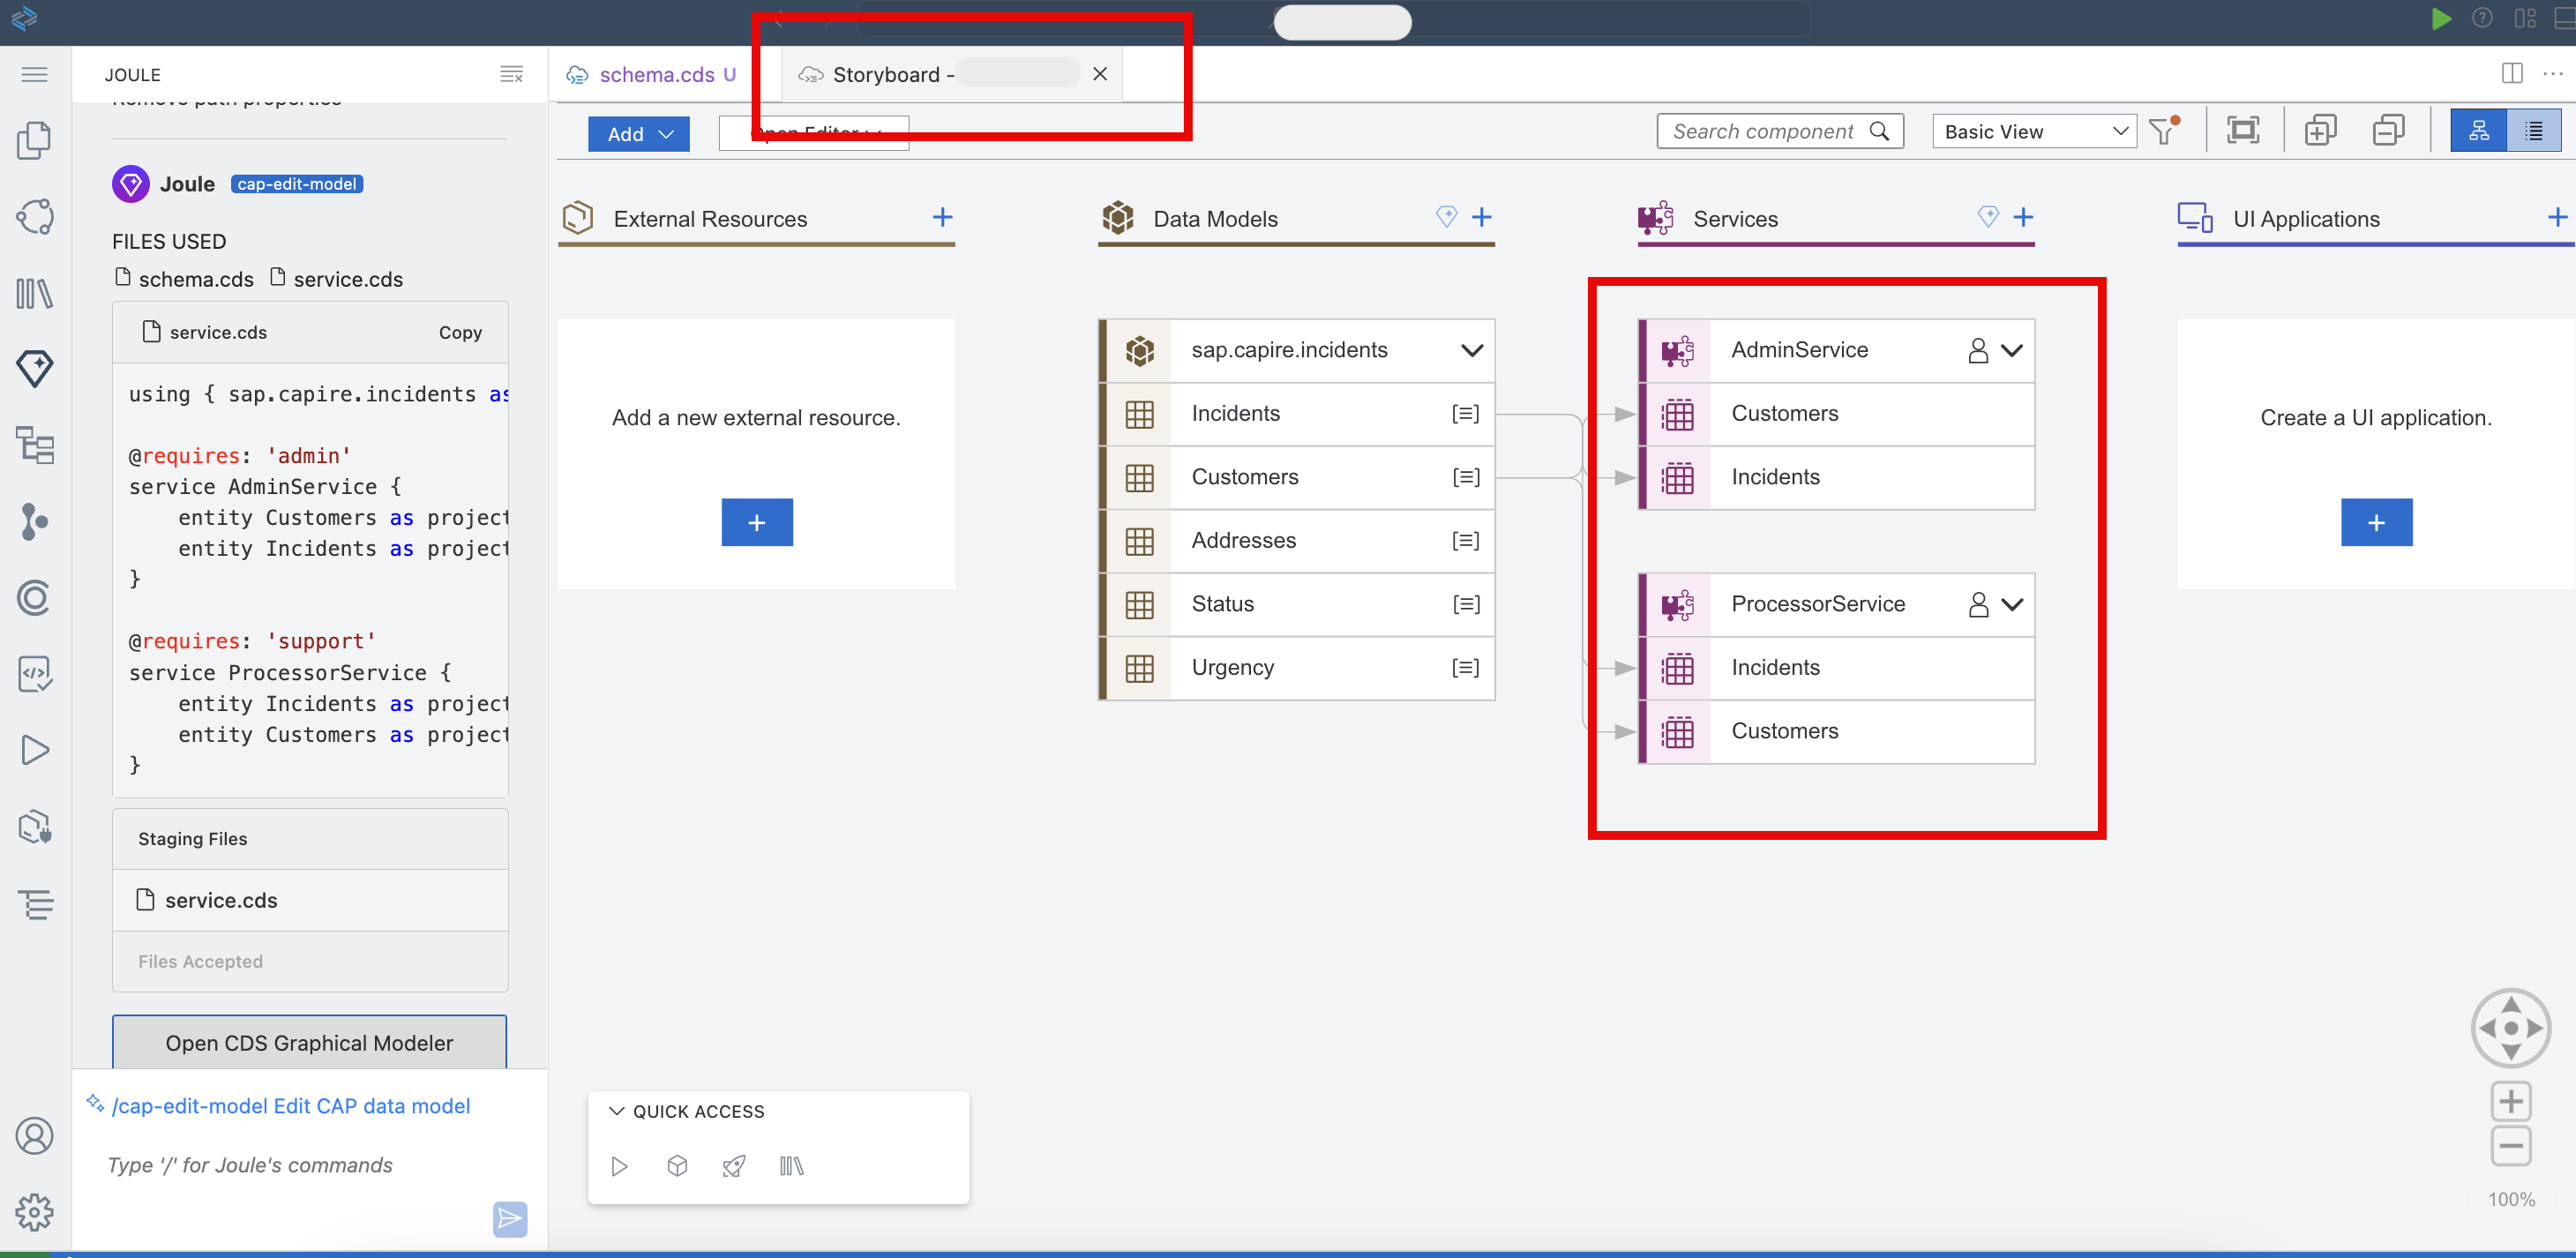 JOULE
schema.cds U
Storyboard -
Remove path properties
Add
Open Editor
Search component
Basic View
Joule cap-edit-model
External Resources
Data Models
Services
UI Applications
FILES USED
schema.cds service.cds
service.cds Copy
using { sap.capire.incidents as
@requires: 'admin'
service AdminService {
entity Customers as project
entity Incidents as project
}
@requires: 'support'
service ProcessorService {
entity Incidents as project
entity Customers as project
}
Staging Files
service.cds
Files Accepted
Open CDS Graphical Modeler
/cap-edit-model Edit CAP data model
Type '/' for Joule's commands
Add a new external resource.
+
sap.capire.incidents
Incidents
Customers
Addresses
Status
Urgency
AdminService
Customers
Incidents
ProcessorService
Incidents
Customers
Create a UI application.
+
QUICK ACCESS
100%